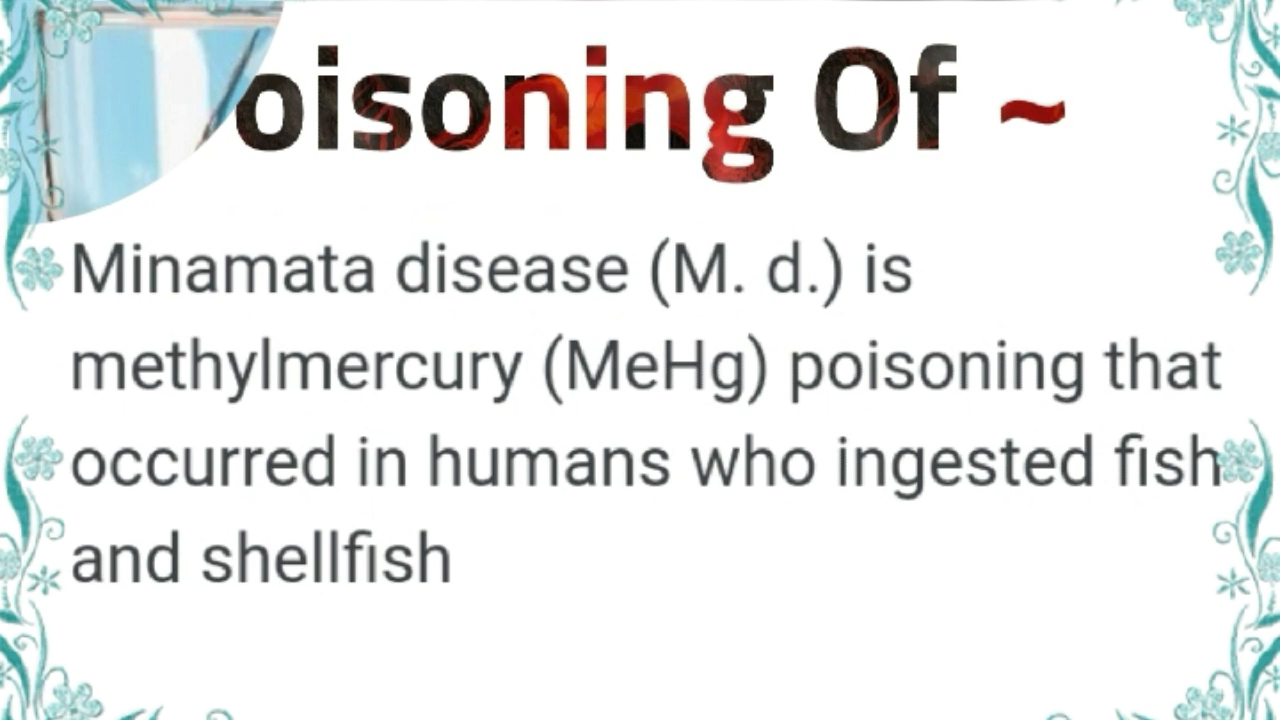 oisoning Of ~
Minamata disease (M. d.) is
methylmercury (MeHg) poisoning that
occurred in humans who ingested fish
and shellfish